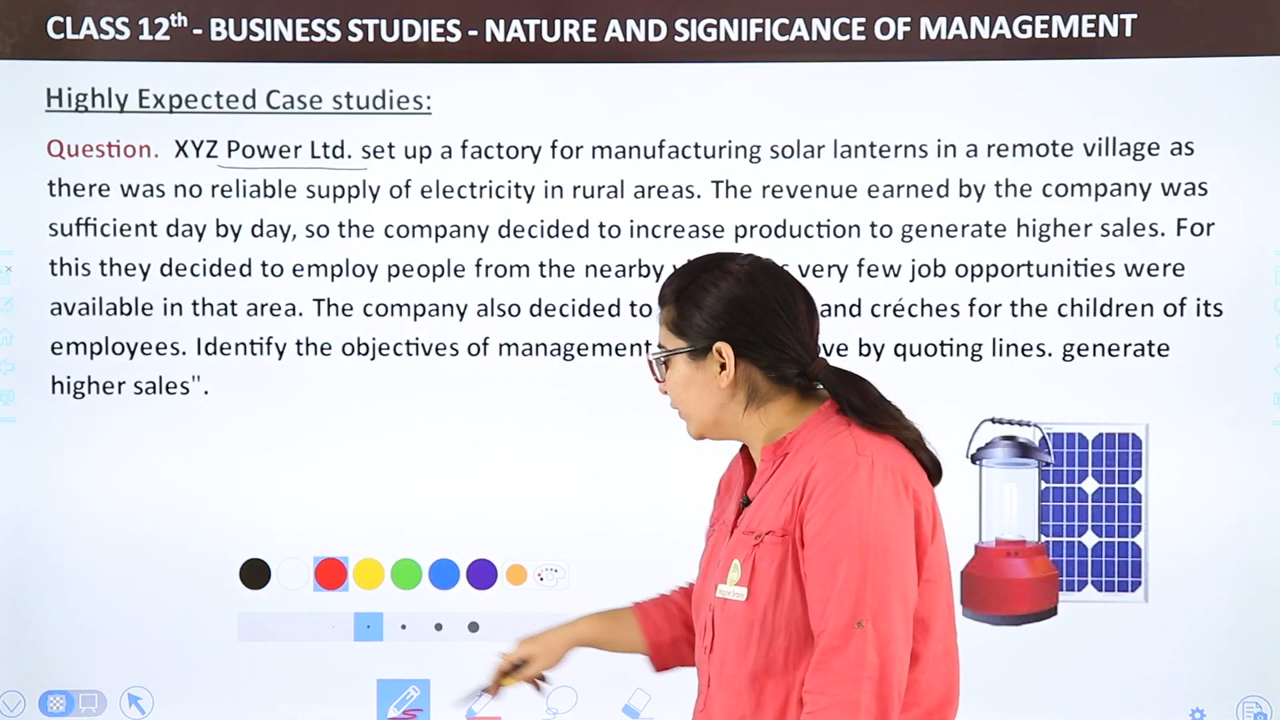 CLASS 12th - BUSINESS STUDIES - NATURE AND SIGNIFICANCE OF MANAGEMENT
Highly Expected Case studies:
Question. XYZ Power Ltd. set up a factory for manufacturing solar lanterns in a remote village as
there was no reliable supply of electricity in rural areas. The revenue earned by the company was
sufficient day by day, so the company decided to increase production to generate higher sales. For
this they decided to employ people from the nearby very few job opportunities were
available in that area. The company also decided to and créches for the children of its
employees. Identify the objectives of management by quoting lines. generate
higher sales".